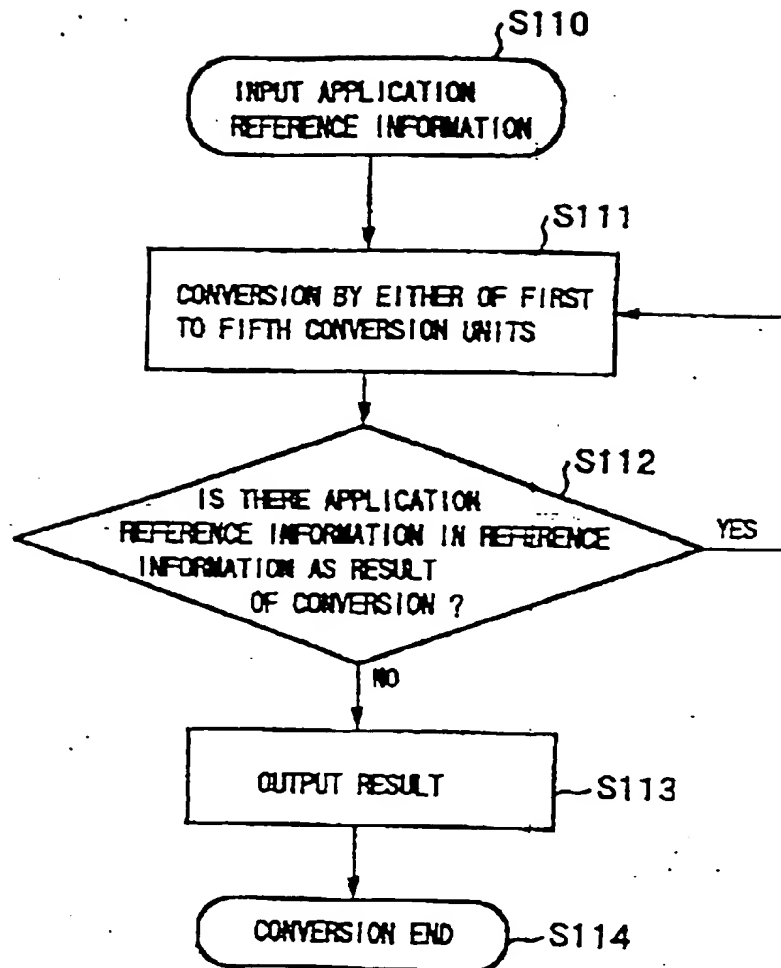 S110
INPUT APPLICATION
REFERENCE INFORMATION
S111
CONVERSION BY EITHER OF FIRST
TO FIFTH CONVERSION UNITS
S112
IS THERE APPLICATION
REFERENCE INFORMATION IN REFERENCE
INFORMATION AS RESULT
OF CONVERSION ?
YES
NO
OUTPUT RESULT
S113
CONVERSION END
S114